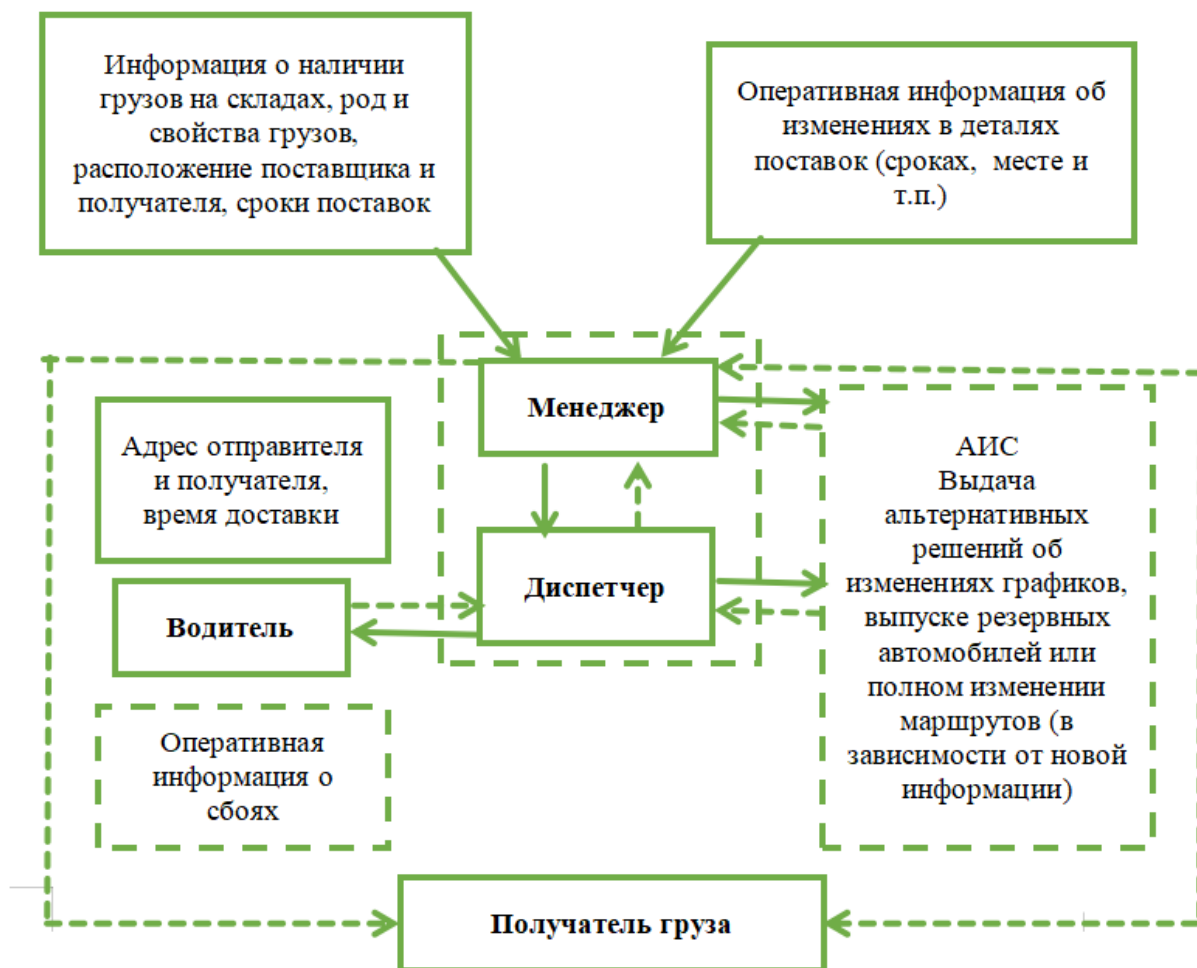 Информация о наличии
грузов на складах, род и
свойства грузов,
расположение поставщика и
получателя, сроки поставок
Оперативная информация об
изменениях в деталях
поставок (сроках, месте и
т.п.)
Менеджер
Адрес отправителя
и получателя,
время доставки
Диспетчер
Водитель
АИС
Выдача
альтернативных
решений об
изменениях графиков,
выпуске резервных
автомобилей или
полном изменении
маршрутов (в
зависимости от новой
информации)
Оперативная
информация о
сбоях
Получатель груза